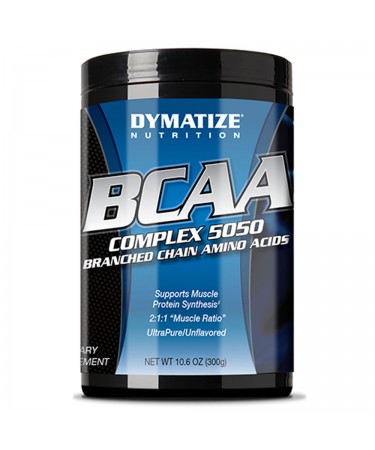 DYMATIZE®
NUTRITION
BCAA
COMPLEX 5050
BRANCHED CHAIN AMINO ACIDS
Supports Muscle
Protein Synthesis†
2:1:1 "Muscle Ratio"
UltraPure/Unflavored
NET WT 10.6 OZ (300g)